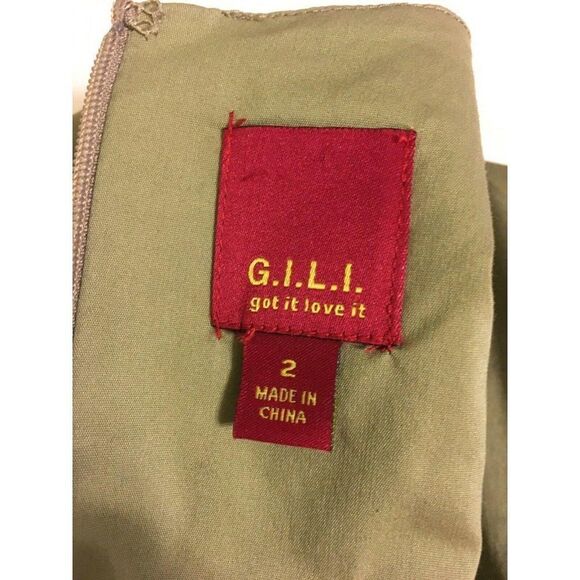 G.I.L.I.
got it love it
2
MADE IN
CHINA